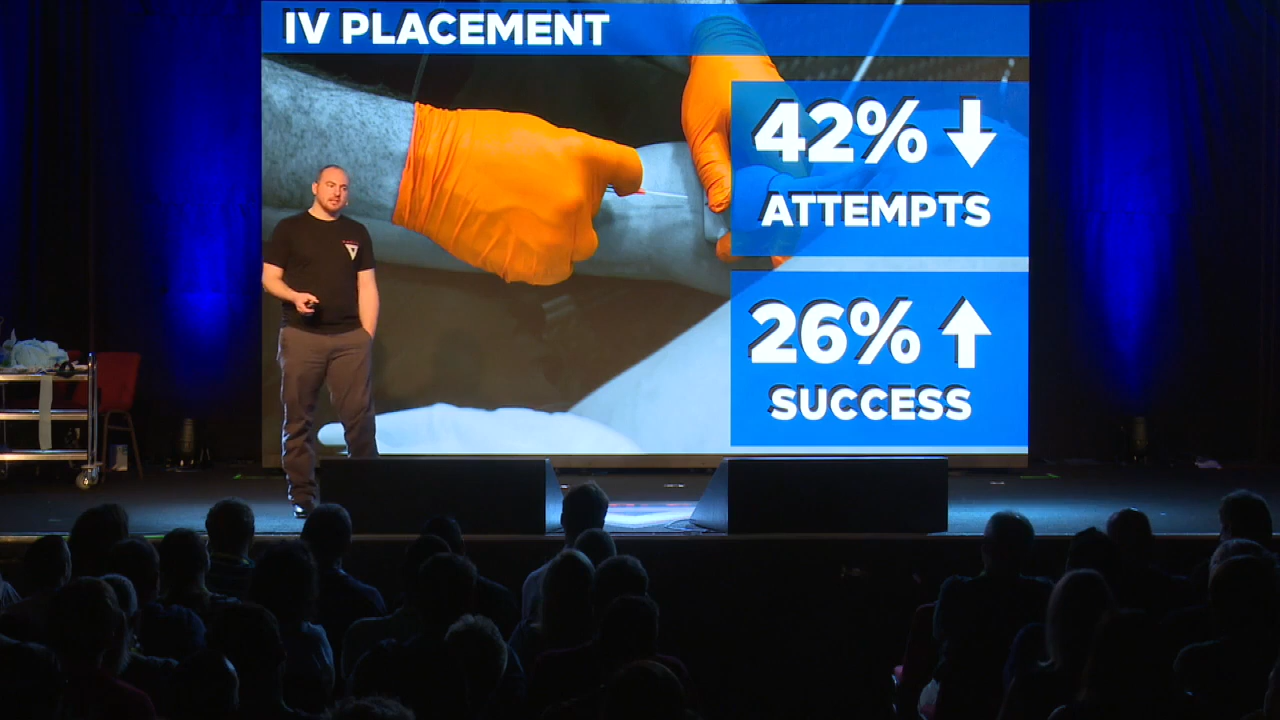 IV PLACEMENT
42% ↓
ATTEMPTS
26% ↑
SUCCESS